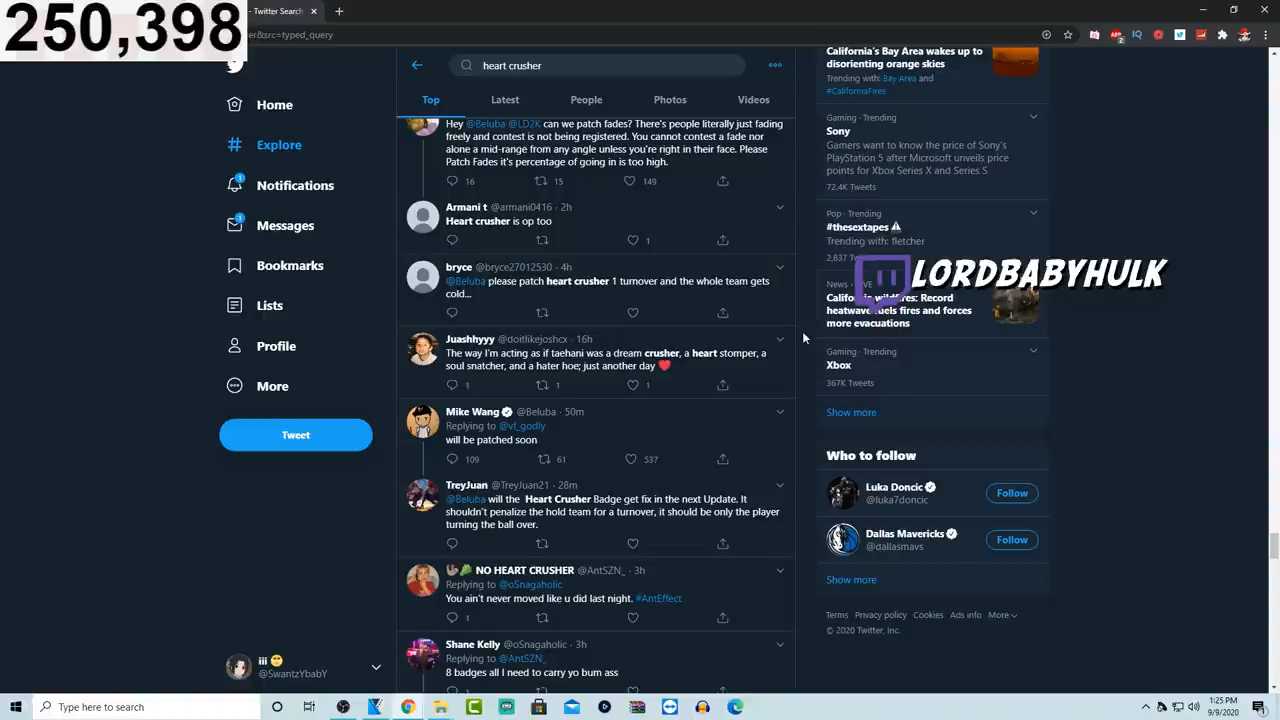 250,398
- Twitter Search
er&src=typed_query
Home
Explore
1
Notifications
1
Messages
Bookmarks
Lists
Profile
More
Tweet
iii
@SwantzYbabY
heart crusher
Top
Latest
People
Photos
Videos
Hey @Beluba @LD2K can we patch fades? There's people literally just fading
freely and contest is not being registered. You cannot contest a fade nor
alone a mid-range from any angle unless you're right in their face. Please
Patch Fades it's percentage of going in is too high.
16
15
149
Armani t @armani0416 · 2h
Heart crusher is op too
1
bryce @bryce27012530 · 4h
@Beluba please patch heart crusher 1 turnover and the whole team gets
cold...
Juashhyyy @doitlikejoshcx · 16h
The way I'm acting as if taehani was a dream crusher, a heart stomper, a
soul snatcher, and a hater hoe; just another day
1
1
1
Mike Wang @Beluba · 50m
Replying to @vf_godly
will be patched soon
109
61
537
TreyJuan @TreyJuan21 · 28m
@Beluba will the Heart Crusher Badge get fix in the next Update. It
shouldn't penalize the hold team for a turnover, it should be only the player
turning the ball over.
NO HEART CRUSHER @AntSZN_ · 3h
Replying to @oSnagaholic
You ain't never moved like u did last night. #AntEffect
1
Shane Kelly @oSnagaholic · 3h
Replying to @AntSZN_
8 badges all I need to carry yo bum ass
California's Bay Area wakes up to
disorienting orange skies
Trending with: Bay Area and
#CaliforniaFires
Gaming · Trending
Sony
Gamers want to know the price of Sony's
PlayStation 5 after Microsoft unveils price
points for Xbox Series X and Series S
72.4K Tweets
Pop · Trending
#thesextapes
Trending with: fletcher
2,837
LORDBABYHULK
News
heatwave fuels fires and forces
more evacuations
Gaming · Trending
Xbox
367K Tweets
Show more
Who to follow
Luka Doncic
@luka7doncic
Follow
Dallas Mavericks
@dallasmavs
Follow
Show more
Terms Privacy policy Cookies Ads info More
© 2020 Twitter, Inc.
Type here to search
1:25 PM
9/9/2020